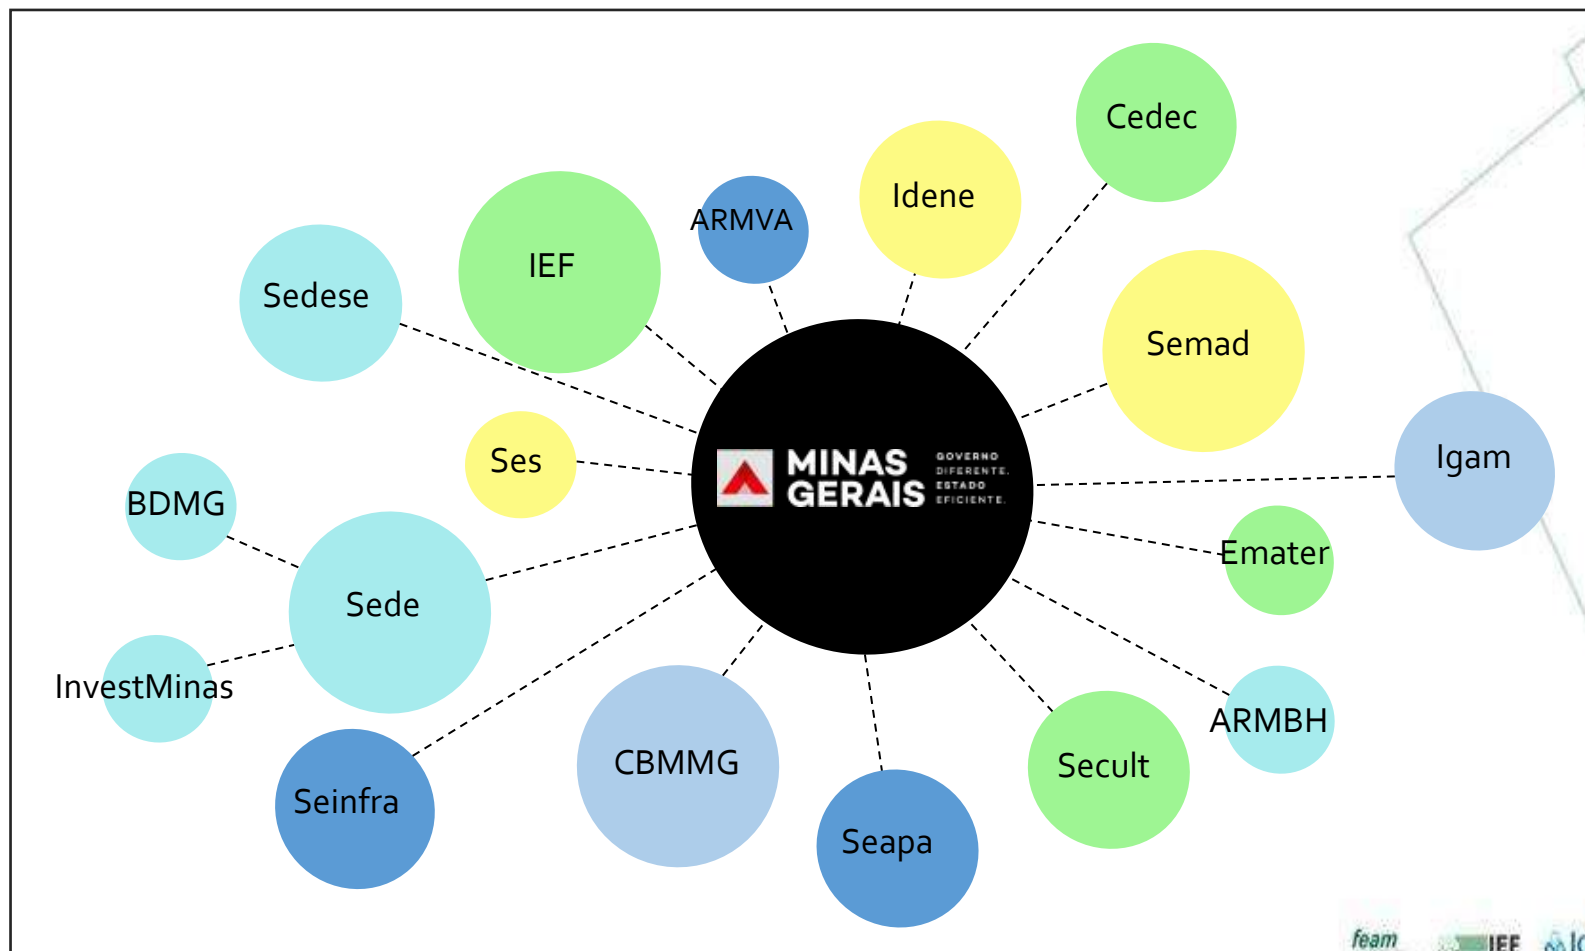 Cedec
Idene
ARMVA
IEF
Sedese
Semad
Ses
MINAS
GERAIS
GOVERNO
DIFERENTE.
ESTADO
EFICIENTE.
Igam
BDMG
Emater
Sede
InvestMinas
ARMBH
CBMMG
Secult
Seinfra
Seapa
feam
IEF